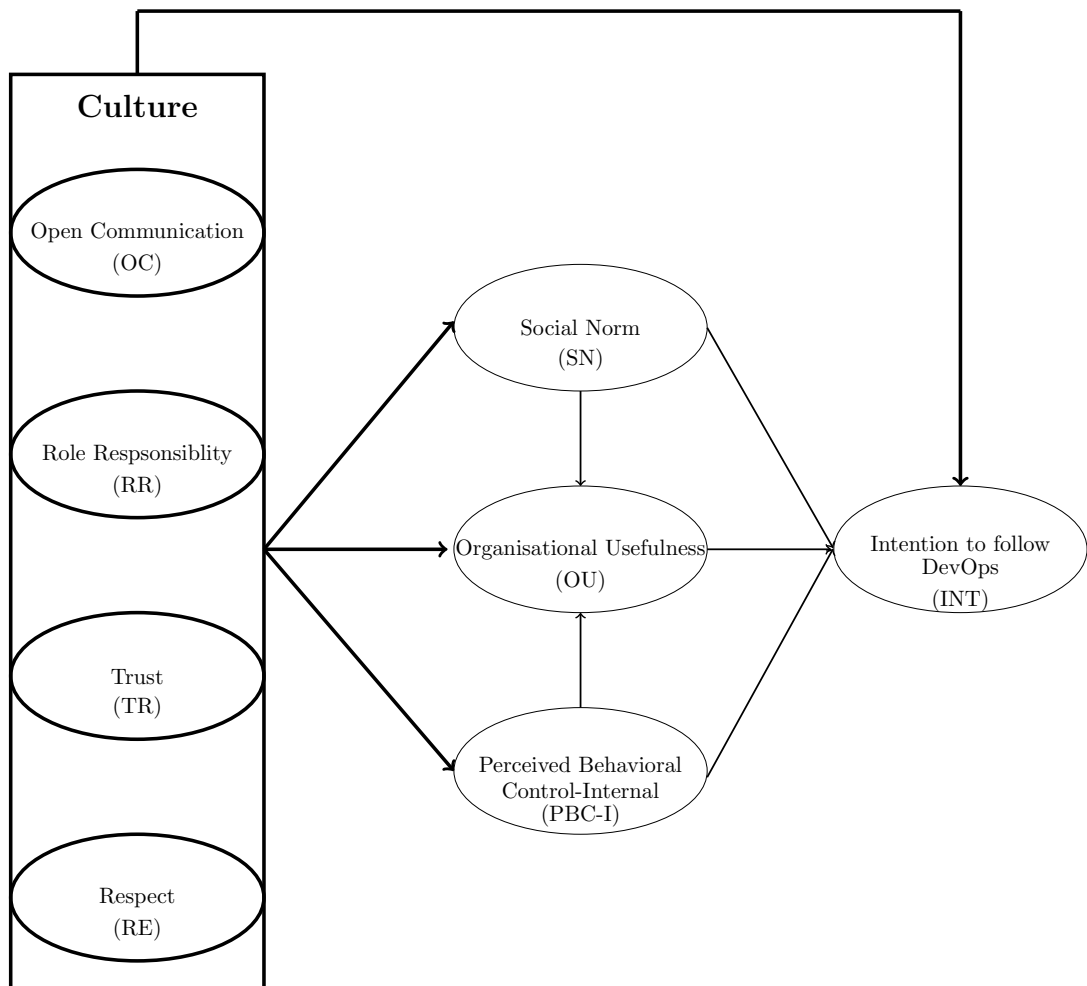 Culture
Open Communication
(OC)
Role Respsonsiblity
(RR)
Trust
(TR)
Respect
(RE)
Social Norm
(SN)
Organisational Usefulness
(OU)
Perceived Behavioral
Control-Internal
(PBC-I)
Intention to follow
DevOps
(INT)